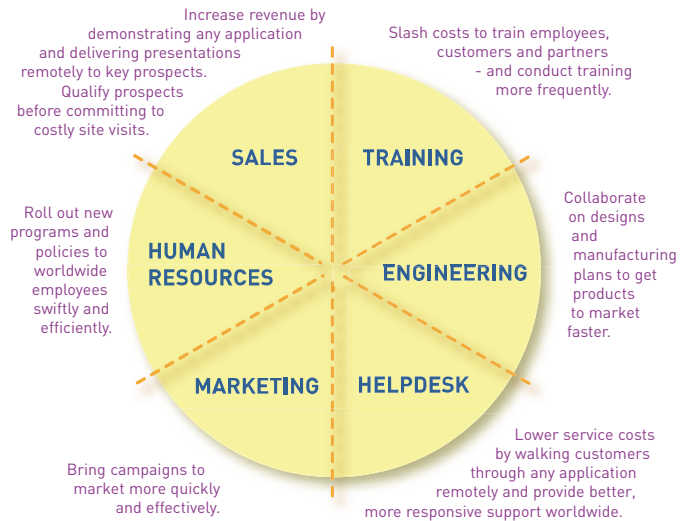 Increase revenue by
demonstrating any application
and delivering presentations
remotely to key prospects.
Qualify prospects
before committing to
costly site visits.
Slash costs to train employees,
customers and partners
- and conduct training
more frequently.
SALES
TRAINING
Roll out new
programs and
policies to
worldwide
employees
swiftly and
efficiently.
HUMAN
RESOURCES
ENGINEERING
Collaborate
on designs
and
manufacturing
plans to get
products
to market
faster.
MARKETING
HELPDESK
Bring campaigns to
market more quickly
and effectively.
Lower service costs
by walking customers
through any application
remotely and provide better,
more responsive support worldwide.